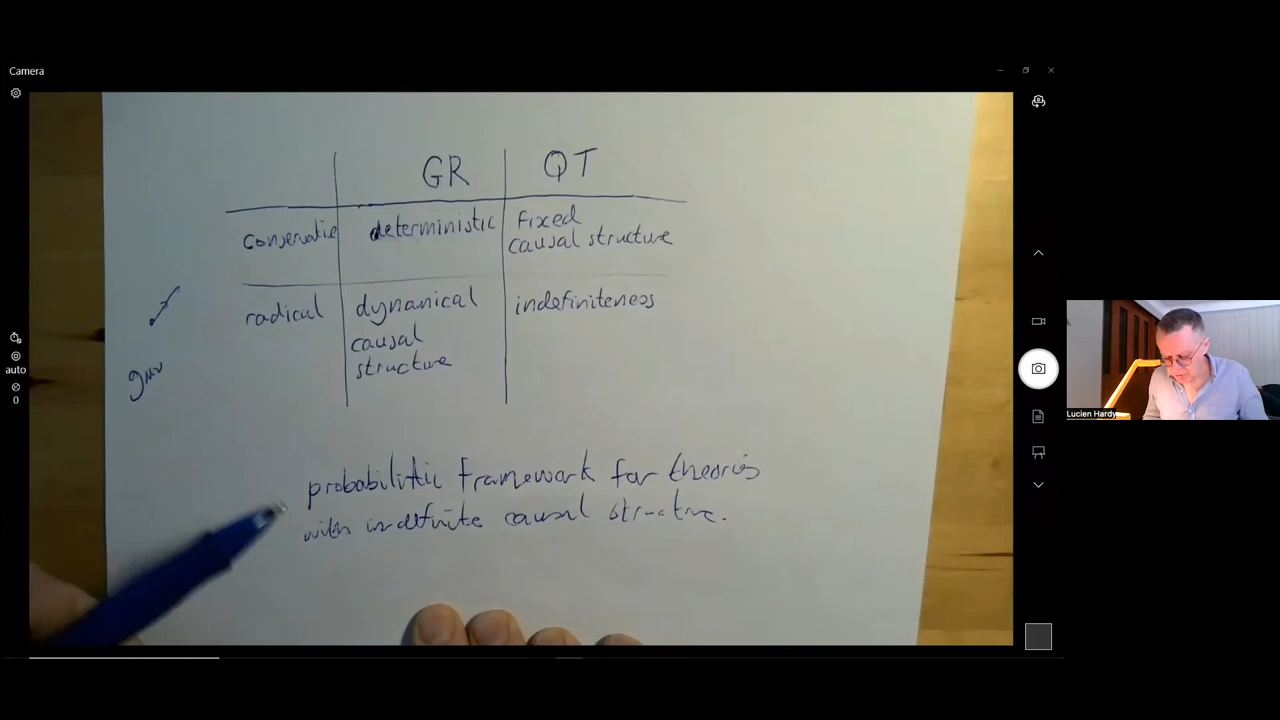 Camera
GR QT
conservative deterministic fixed
causal structure
radical dynamical indefiniteness
causal
structure
gμν
auto
0
Lucien Hardy
probabilistic framework for theories
with indefinite causal structure.